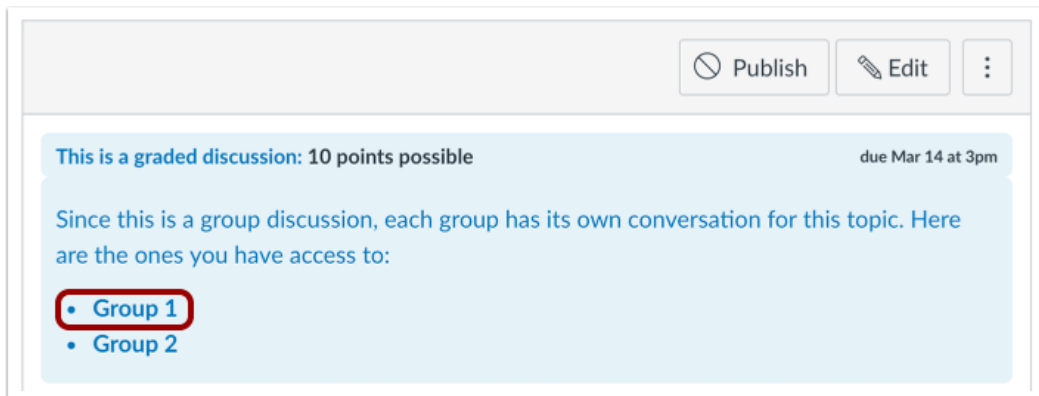 Publish Edit
This is a graded discussion: 10 points possible due Mar 14 at 3pm
Since this is a group discussion, each group has its own conversation for this topic. Here
are the ones you have access to:
• Group 1
• Group 2